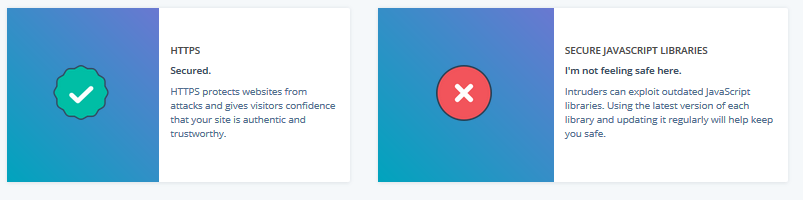 HTTPS
Secured.
HTTPS protects websites from
attacks and gives visitors confidence
that your site is authentic and
trustworthy.
SECURE JAVASCRIPT LIBRARIES
I'm not feeling safe here.
Intruders can exploit outdated JavaScript
libraries. Using the latest version of each
library and updating it regularly will help keep
you safe.